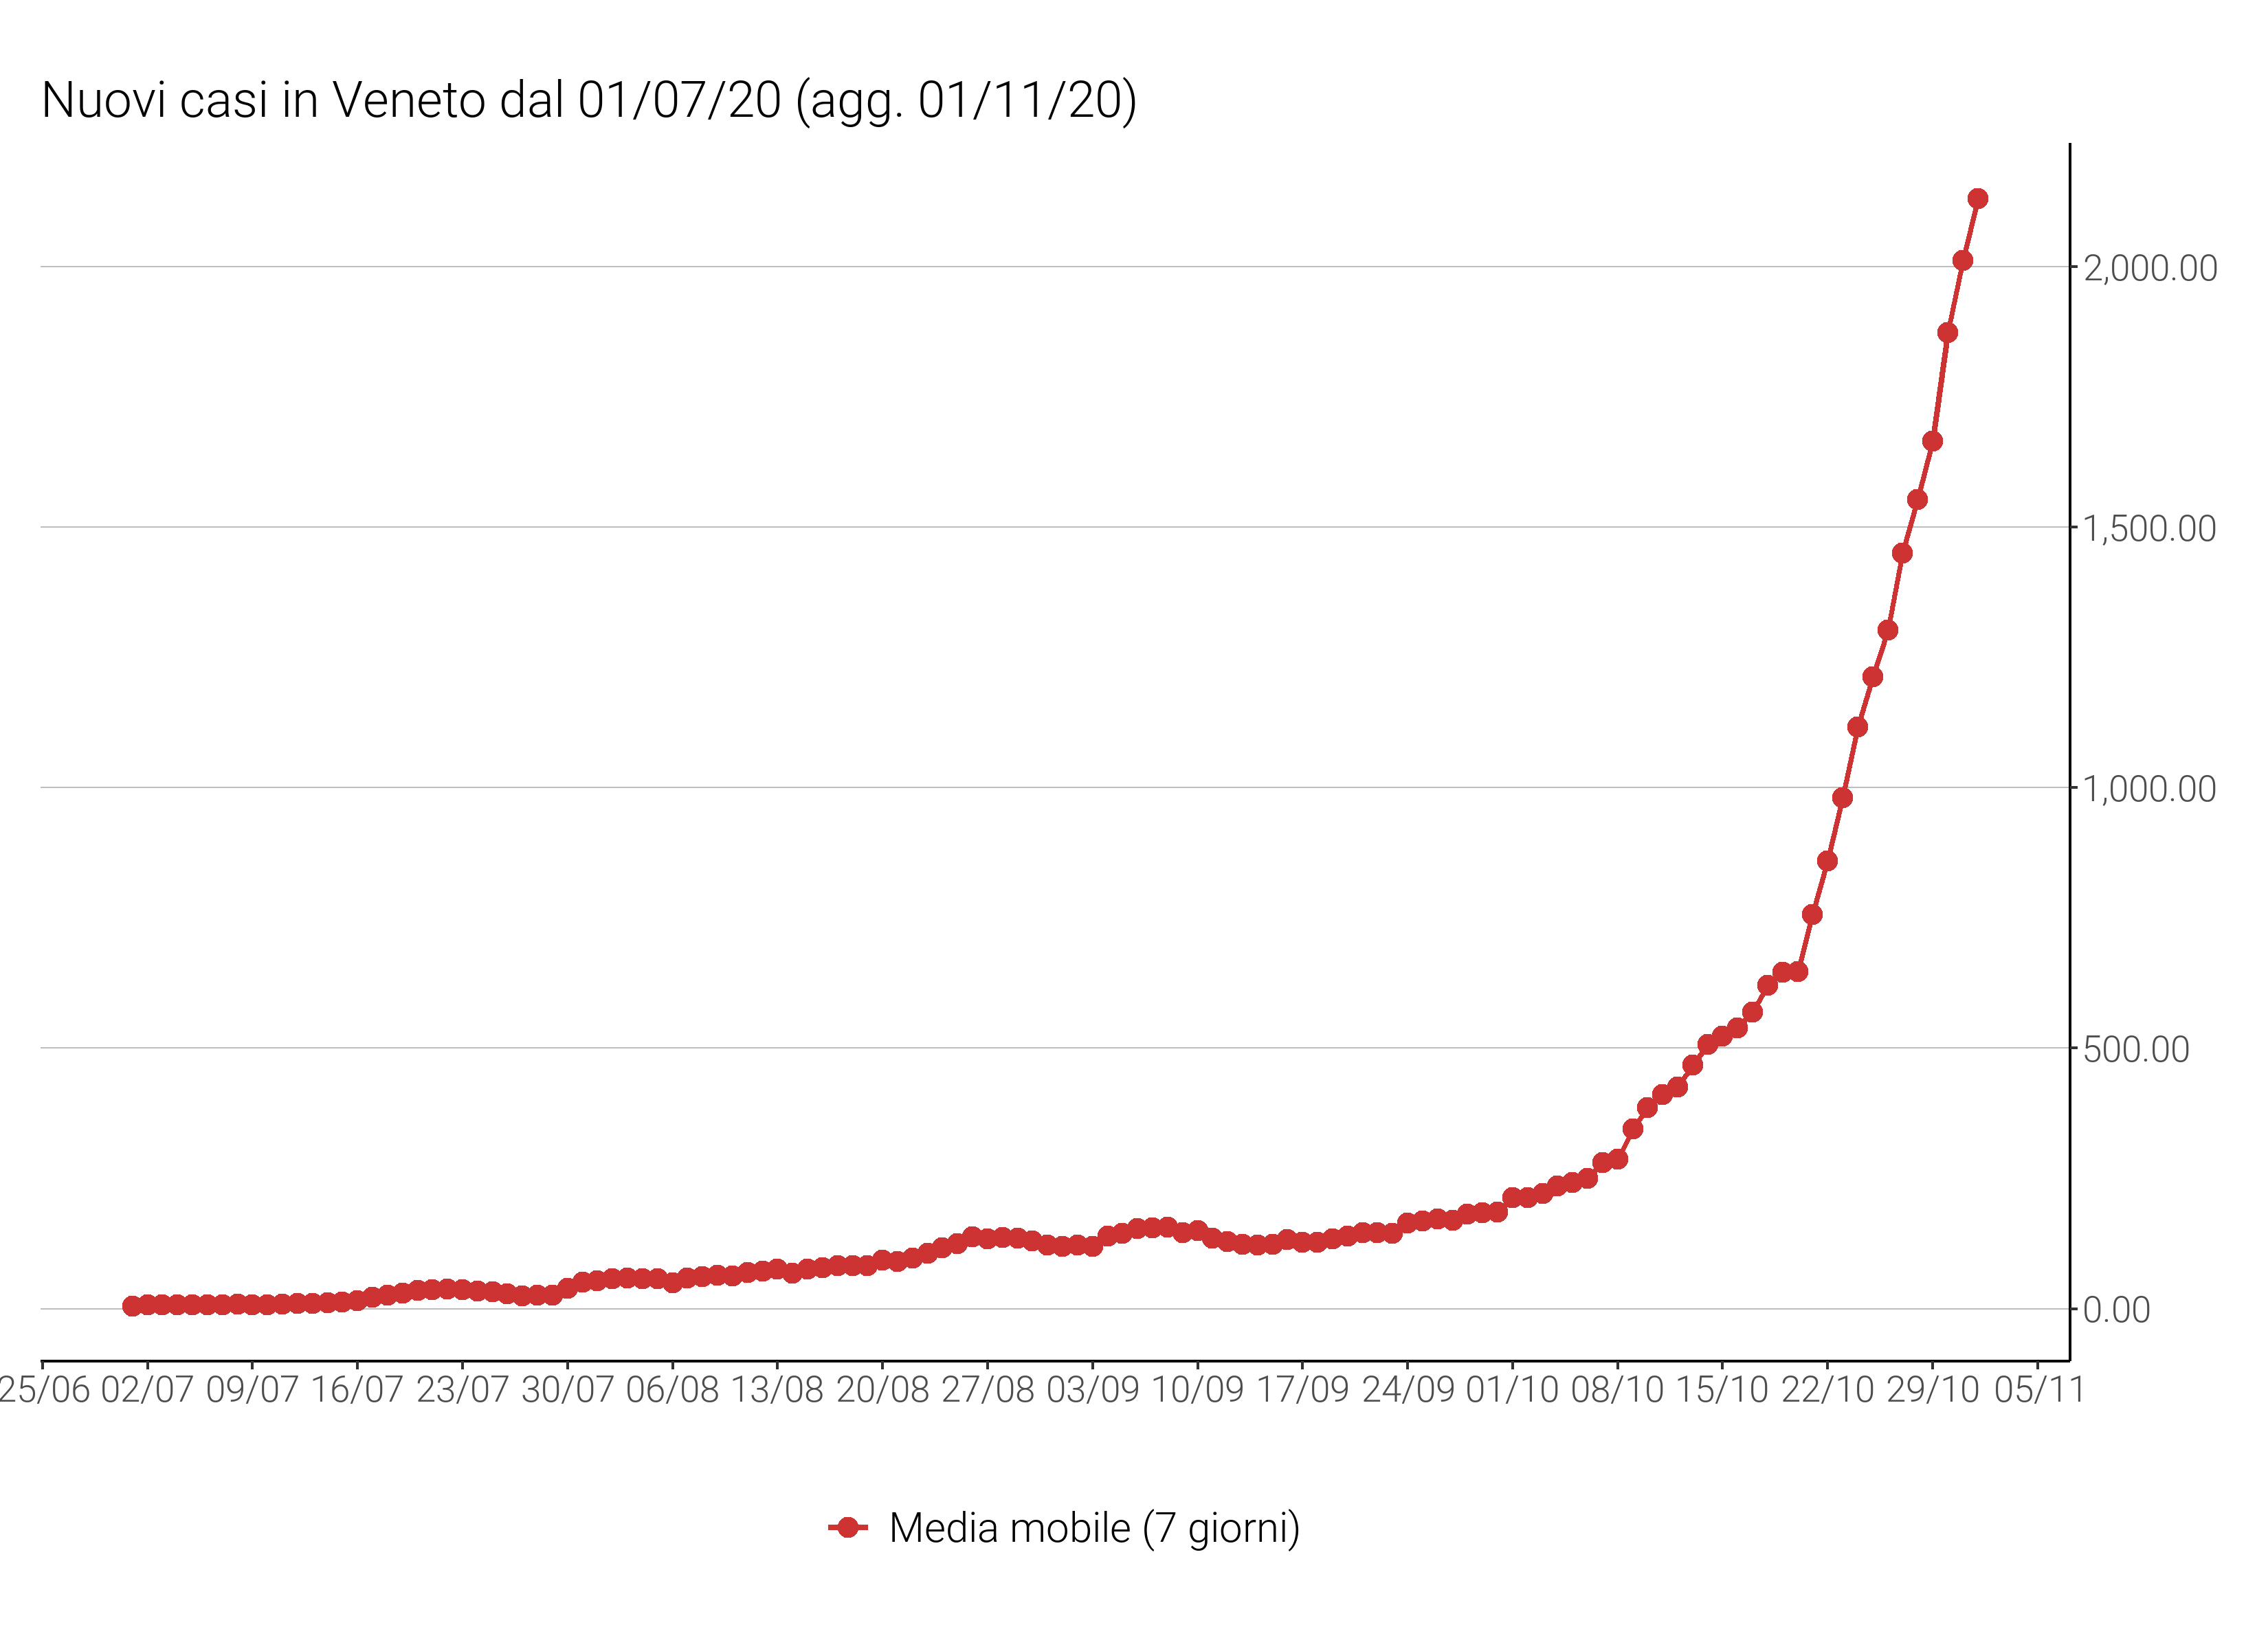 Nuovi casi in Veneto dal 01/07/20 (agg. 01/11/20)
2,000.00
1,500.00
1,000.00
500.00
0.00
25/06 02/07 09/07 16/07 23/07 30/07 06/08 13/08 20/08 27/08 03/09 10/09 17/09 24/09 01/10 08/10 15/10 22/10 29/10 05/11
Media mobile (7 giorni)